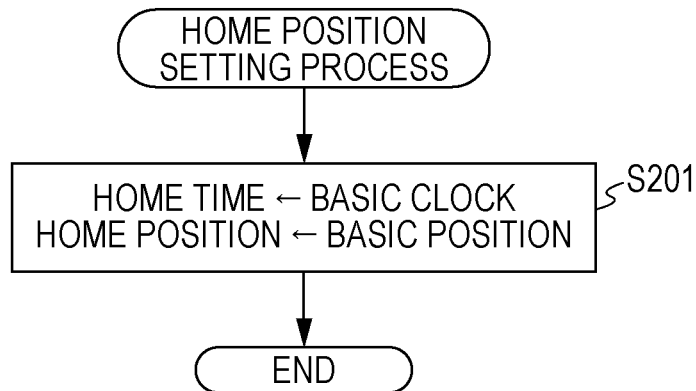 HOME POSITION
SETTING PROCESS
HOME TIME ← BASIC CLOCK
HOME POSITION ← BASIC POSITION
S201
END